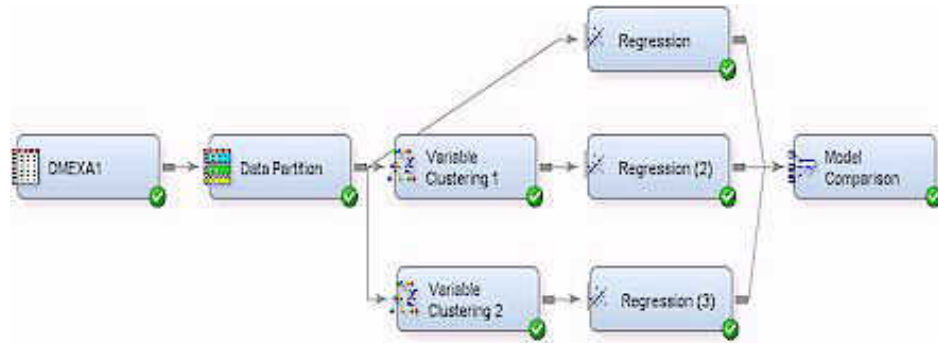 Regression
DMEXA1
Data Partition
Variable
Clustering 1
Regression (2)
Model
Comparison
Variable
Clustering 2
Regression (3)